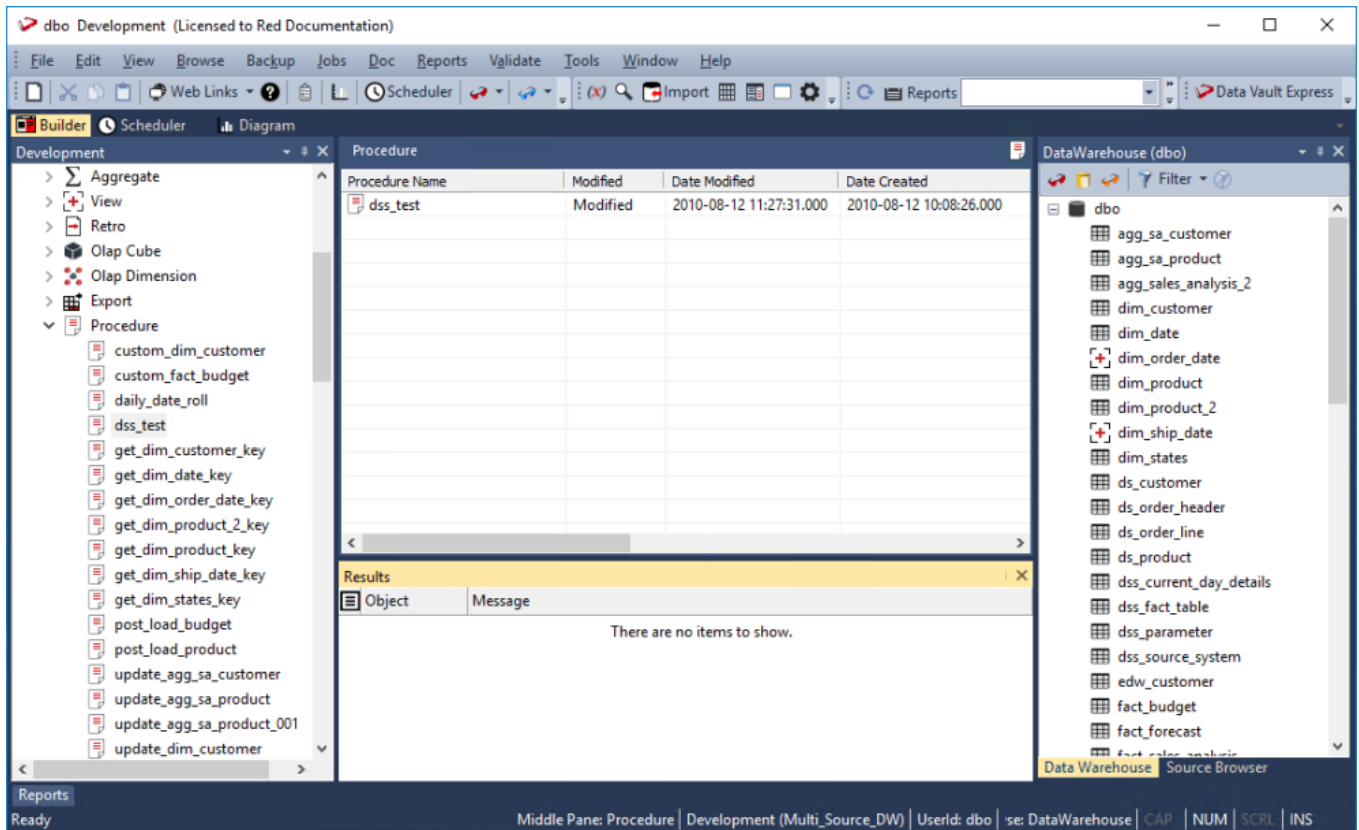 dbo Development (Licensed to Red Documentation)
File Edit View Browse Backup Jobs Doc Reports Validate Tools Window Help
Web Links Scheduler (x) Import Reports Data Vault Express
Builder Scheduler Diagram
Development
Aggregate
View
Retro
Olap Cube
Olap Dimension
Export
Procedure
custom_dim_customer
custom_fact_budget
daily_date_roll
dss_test
get_dim_customer_key
get_dim_date_key
get_dim_order_date_key
get_dim_product_2_key
get_dim_product_key
get_dim_ship_date_key
get_dim_states_key
post_load_budget
post_load_product
update_agg_sa_customer
update_agg_sa_product
update_agg_sa_product_001
update_dim_customer
Procedure
Procedure Name Modified Date Modified Date Created
dss_test Modified 2010-08-12 11:27:31.000 2010-08-12 10:08:26.000
Results
Object Message
There are no items to show.
DataWarehouse (dbo)
Filter
dbo
agg_sa_customer
agg_sa_product
agg_sales_analysis_2
dim_customer
dim_date
dim_order_date
dim_product
dim_product_2
dim_ship_date
dim_states
ds_customer
ds_order_header
ds_order_line
ds_product
dss_current_day_details
dss_fact_table
dss_parameter
dss_source_system
edw_customer
fact_budget
fact_forecast
fact_sales_analysis
Data Warehouse Source Browser
Reports
Ready Middle Pane: Procedure Development (Multi_Source_DW) UserId: dbo se: DataWarehouse CAP NUM SCRL INS